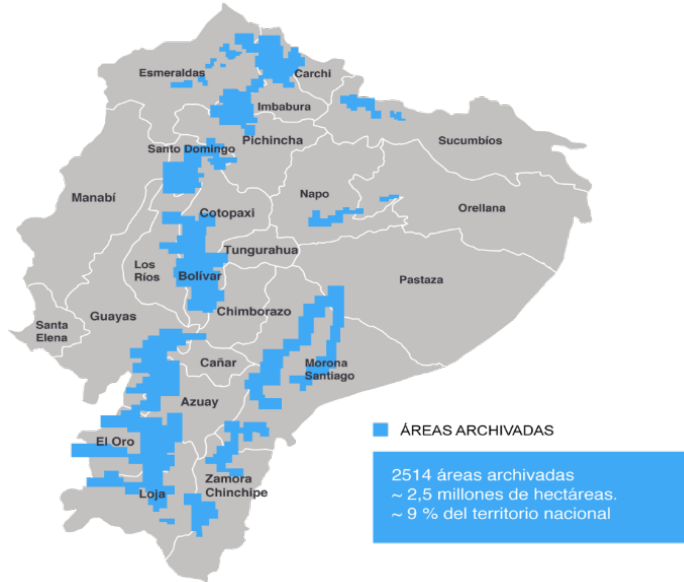 Esmeraldas
Carchi
Imbabura
Sucumbíos
Pichincha
Santo Domingo
Manabí
Napo
Orellana
Cotopaxi
Tungurahua
Los
Ríos
Bolívar
Pastaza
Guayas
Chimborazo
Santa
Elena
Cañar
Morona
Santiago
Azuay
El Oro
Zamora
Chinchipe
Loja
ÁREAS ARCHIVADAS
2514 áreas archivadas
~ 2,5 millones de hectáreas.
~ 9 % del territorio nacional